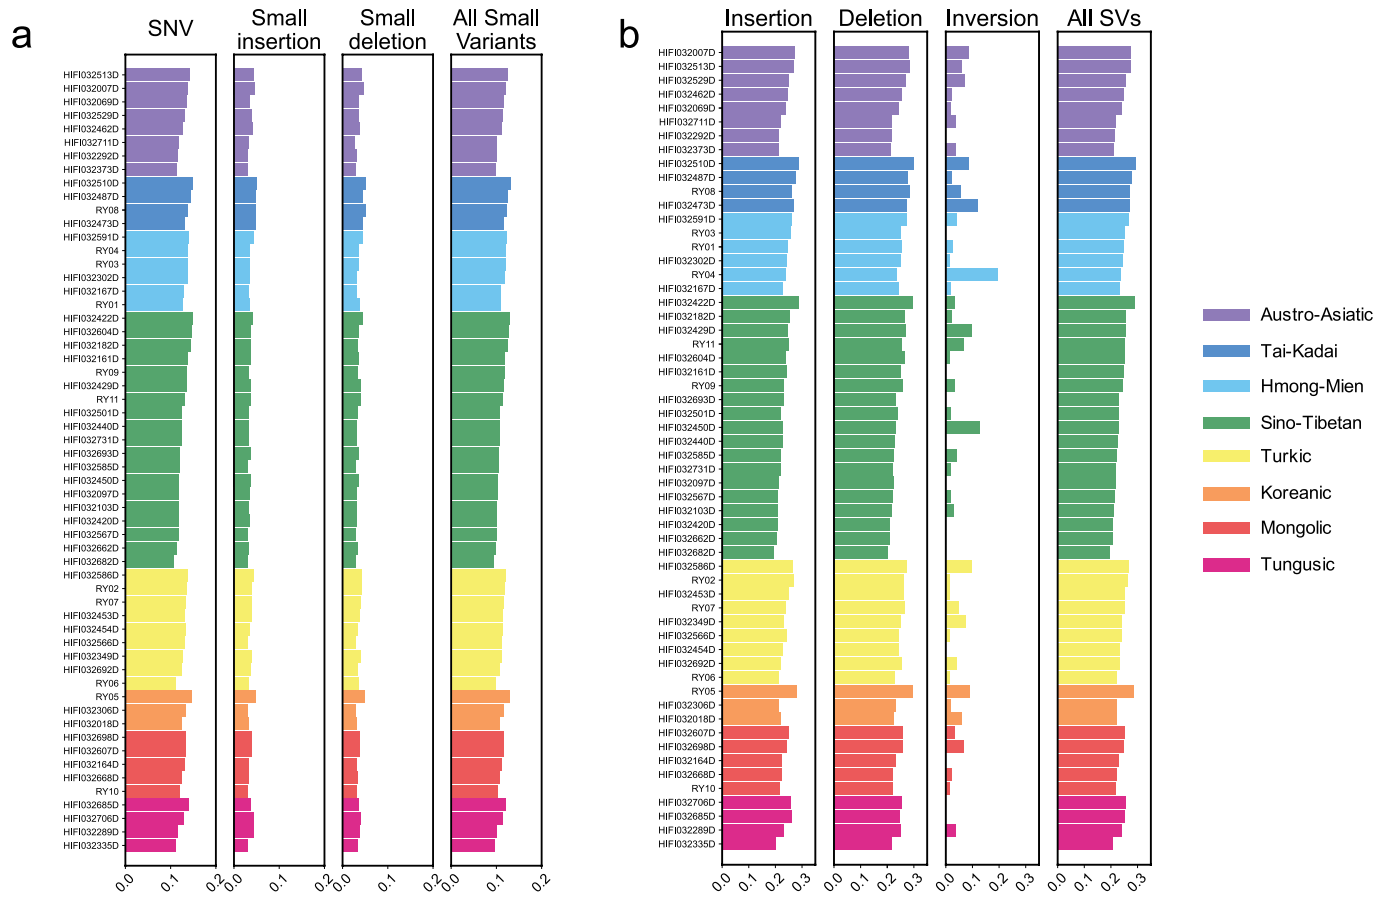 a
SNV
Small
insertion
Small
deletion
All Small
Variants
HIFI032513D
HIFI032007D
HIFI032069D
HIFI032529D
HIFI032462D
HIFI032711D
HIFI032292D
HIFI032373D
HIFI032510D
HIFI032487D
RY08
HIFI032473D
HIFI032591D
RY04
RY03
HIFI032302D
HIFI032167D
RY01
HIFI032422D
HIFI032604D
HIFI032182D
HIFI032161D
RY09
HIFI032429D
RY11
HIFI032501D
HIFI032440D
HIFI032731D
HIFI032693D
HIFI032585D
HIFI032450D
HIFI032097D
HIFI032103D
HIFI032420D
HIFI032567D
HIFI032662D
HIFI032682D
HIFI032586D
RY02
RY07
HIFI032453D
HIFI032454D
HIFI032566D
HIFI032349D
HIFI032692D
RY06
RY05
HIFI032306D
HIFI032018D
HIFI032698D
HIFI032607D
HIFI032164D
HIFI032668D
RY10
HIFI032685D
HIFI032706D
HIFI032289D
HIFI032335D
0.0 0.1 0.2
0.0 0.1 0.2
0.0 0.1 0.2
0.0 0.1 0.2
b
Insertion
Deletion
Inversion
All SVs
HIFI032007D
HIFI032513D
HIFI032529D
HIFI032462D
HIFI032069D
HIFI032711D
HIFI032292D
HIFI032373D
HIFI032510D
HIFI032487D
RY08
HIFI032473D
HIFI032591D
RY03
RY01
HIFI032302D
RY04
HIFI032167D
HIFI032422D
HIFI032182D
HIFI032429D
RY11
HIFI032604D
HIFI032161D
RY09
HIFI032693D
HIFI032501D
HIFI032450D
HIFI032440D
HIFI032585D
HIFI032731D
HIFI032097D
HIFI032567D
HIFI032103D
HIFI032420D
HIFI032662D
HIFI032682D
HIFI032586D
RY02
HIFI032453D
RY07
HIFI032349D
HIFI032566D
HIFI032454D
HIFI032692D
RY06
RY05
HIFI032306D
HIFI032018D
HIFI032607D
HIFI032698D
HIFI032164D
HIFI032668D
RY10
HIFI032706D
HIFI032685D
HIFI032289D
HIFI032335D
0.0 0.1 0.2 0.3
0.0 0.1 0.2 0.3
0.0 0.1 0.2 0.3
0.0 0.1 0.2 0.3
Austro-Asiatic
Tai-Kadai
Hmong-Mien
Sino-Tibetan
Turkic
Koreanic
Mongolic
Tungusic